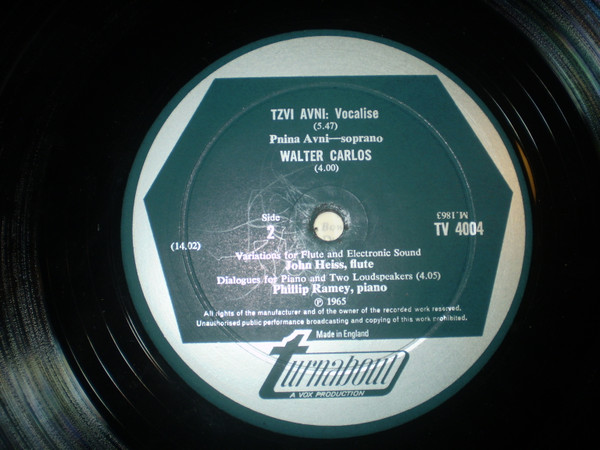 TZVI AVNI: Vocalise
(5.47)
Pnina Avni—soprano
WALTER CARLOS
(4.00)
Side
2
M.1863
TV 4004
(14.02)
Variations for Flute and Electronic Sound
John Heiss, flute
Dialogues for Piano and Two Loudspeakers (4.05)
Phillip Ramey, piano
℗ 1965
All rights of the manufacturer and of the owner of the recorded work reserved.
Unauthorised public performance broadcasting and copying of this work prohibited.
Made in England
turnabout
A VOX PRODUCTION